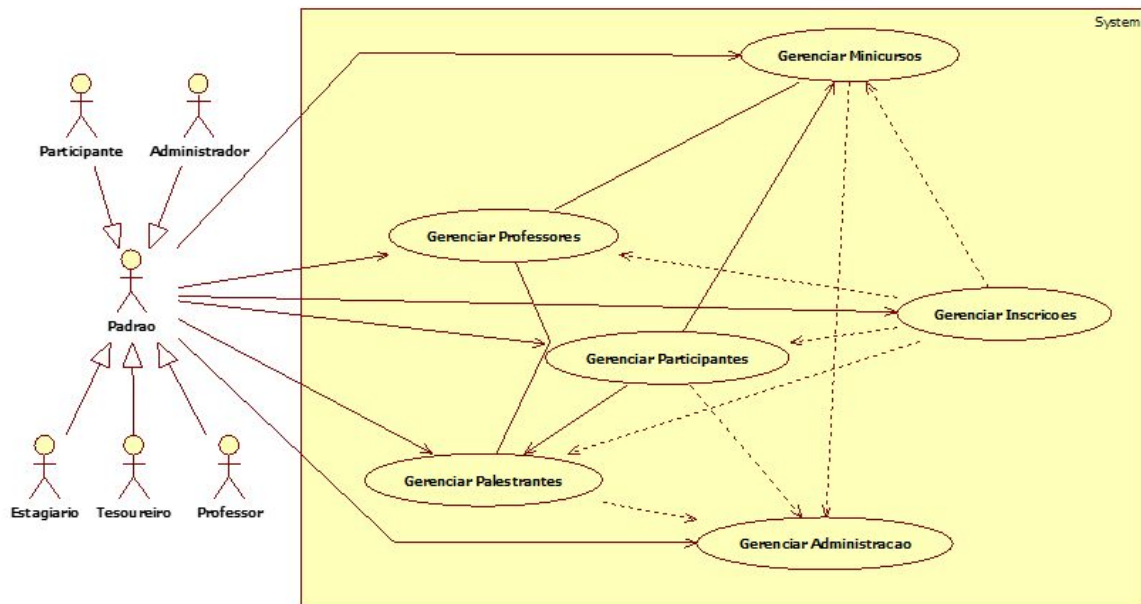 System
Gerenciar Minicursos
Participante
Administrador
Gerenciar Professores
Gerenciar Inscricoes
Padrao
Gerenciar Participantes
Gerenciar Palestrantes
Estagiario
Tesoureiro
Professor
Gerenciar Administracao